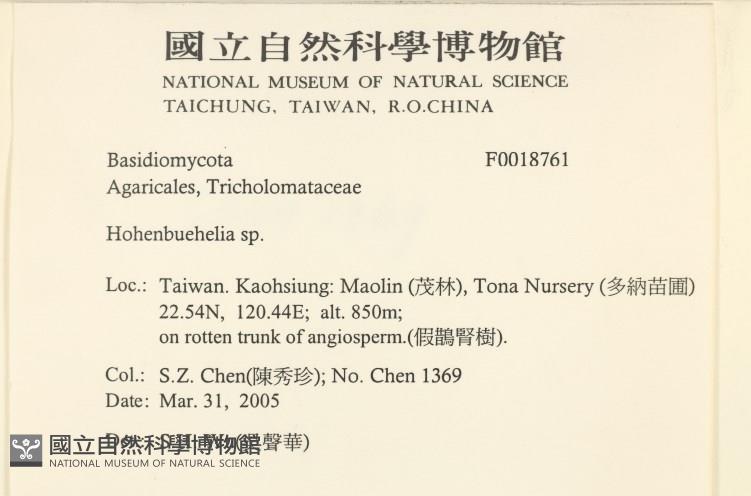 國立自然科學博物館
NATIONAL MUSEUM OF NATURAL SCIENCE
TAICHUNG, TAIWAN, R.O.CHINA
Basidiomycota F0018761
Agaricales, Tricholomataceae
Hohenbuehelia sp.
Loc.: Taiwan. Kaohsiung: Maolin (茂林), Tona Nursery (多納苗圃)
22.54N, 120.44E; alt. 850m;
on rotten trunk of angiosperm.(假鵲腎樹).
Col.: S.Z. Chen(陳秀珍); No. Chen 1369
Date: Mar. 31, 2005
聲華)
國立自然科學博物館
NATIONAL MUSEUM OF NATURAL SCIENCE